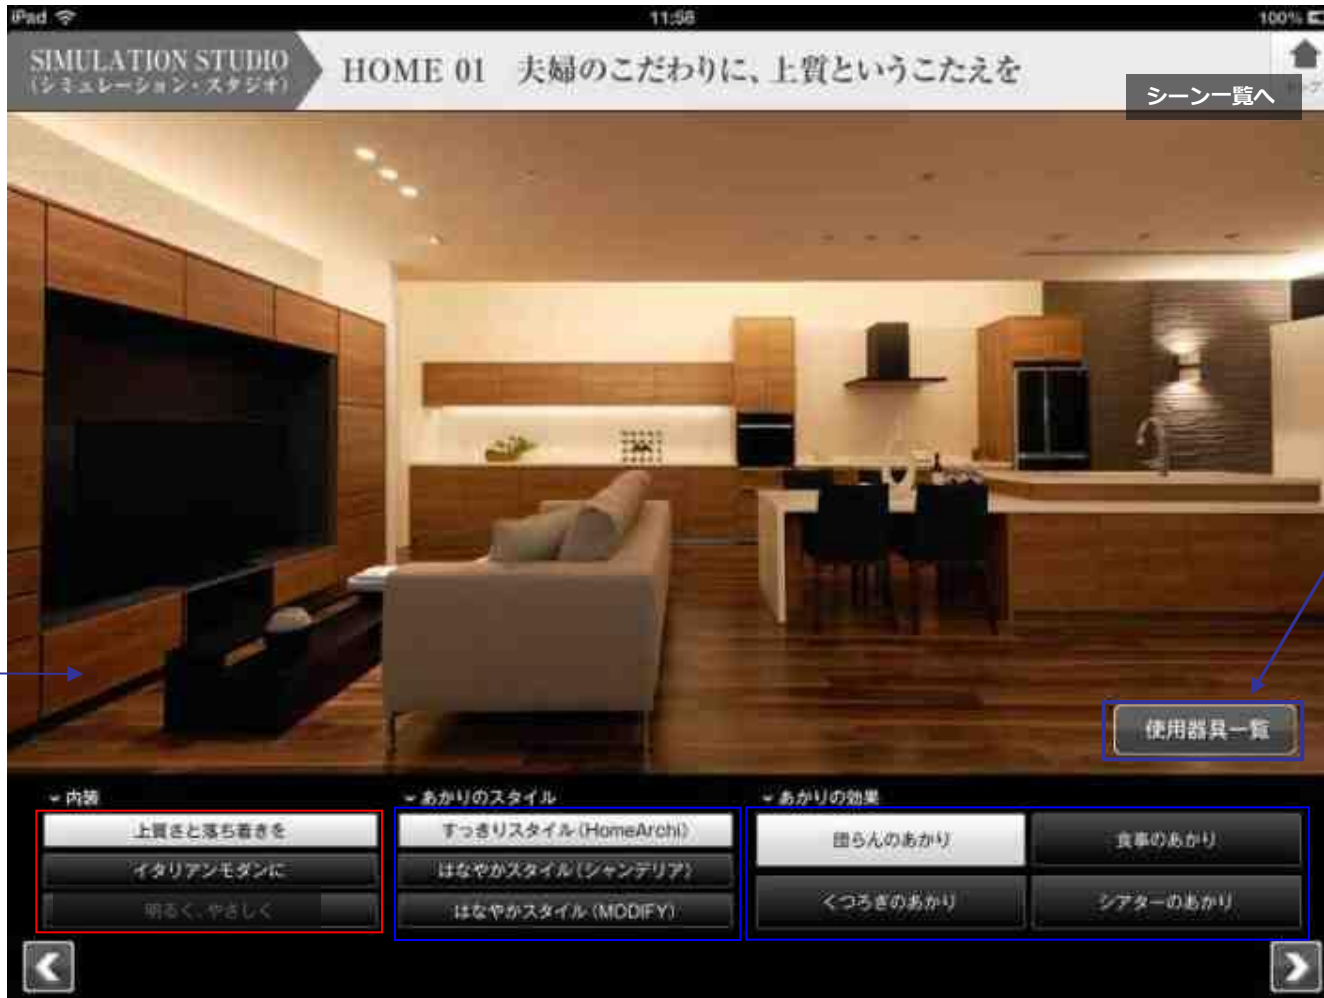 iPad
11:56
100%
SIMULATION STUDIO
(シミュレーション・スタジオ)
HOME 01 夫婦のこだわりに、上質というこたえを
シーン一覧へ
使用器具一覧
内装
上質さと落ち着きを
イタリアンモダンに
明るく、やさしく
あかりのスタイル
すっきりスタイル(HomeArchi)
はなやかスタイル(シャンデリア)
はなやかスタイル(MODIFY)
あかりの効果
団らんのあかり
食事のあかり
くつろぎのあかり
シアターのあかり